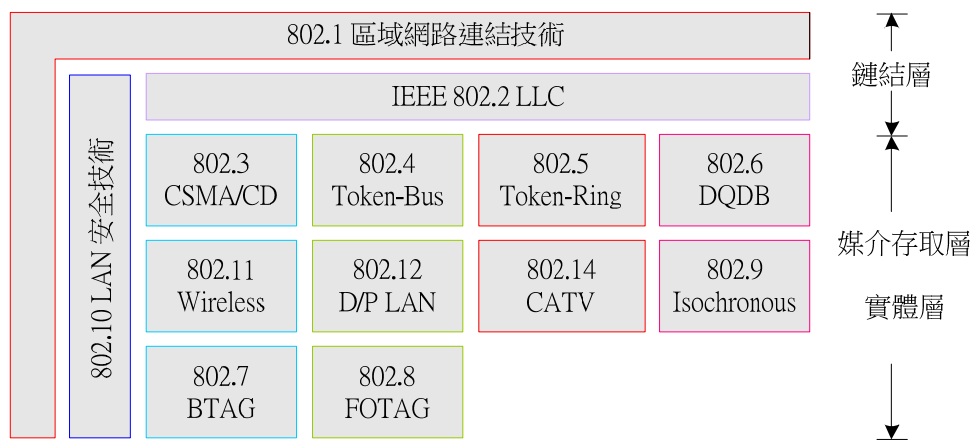 802.1 區域網路連結技術
鏈結層
802.10 LAN 安全技術
IEEE 802.2 LLC
802.3
CSMA/CD
802.4
Token-Bus
802.5
Token-Ring
802.6
DQDB
媒介存取層
實體層
802.11
Wireless
802.12
D/P LAN
802.14
CATV
802.9
Isochronous
802.7
BTAG
802.8
FOTAG